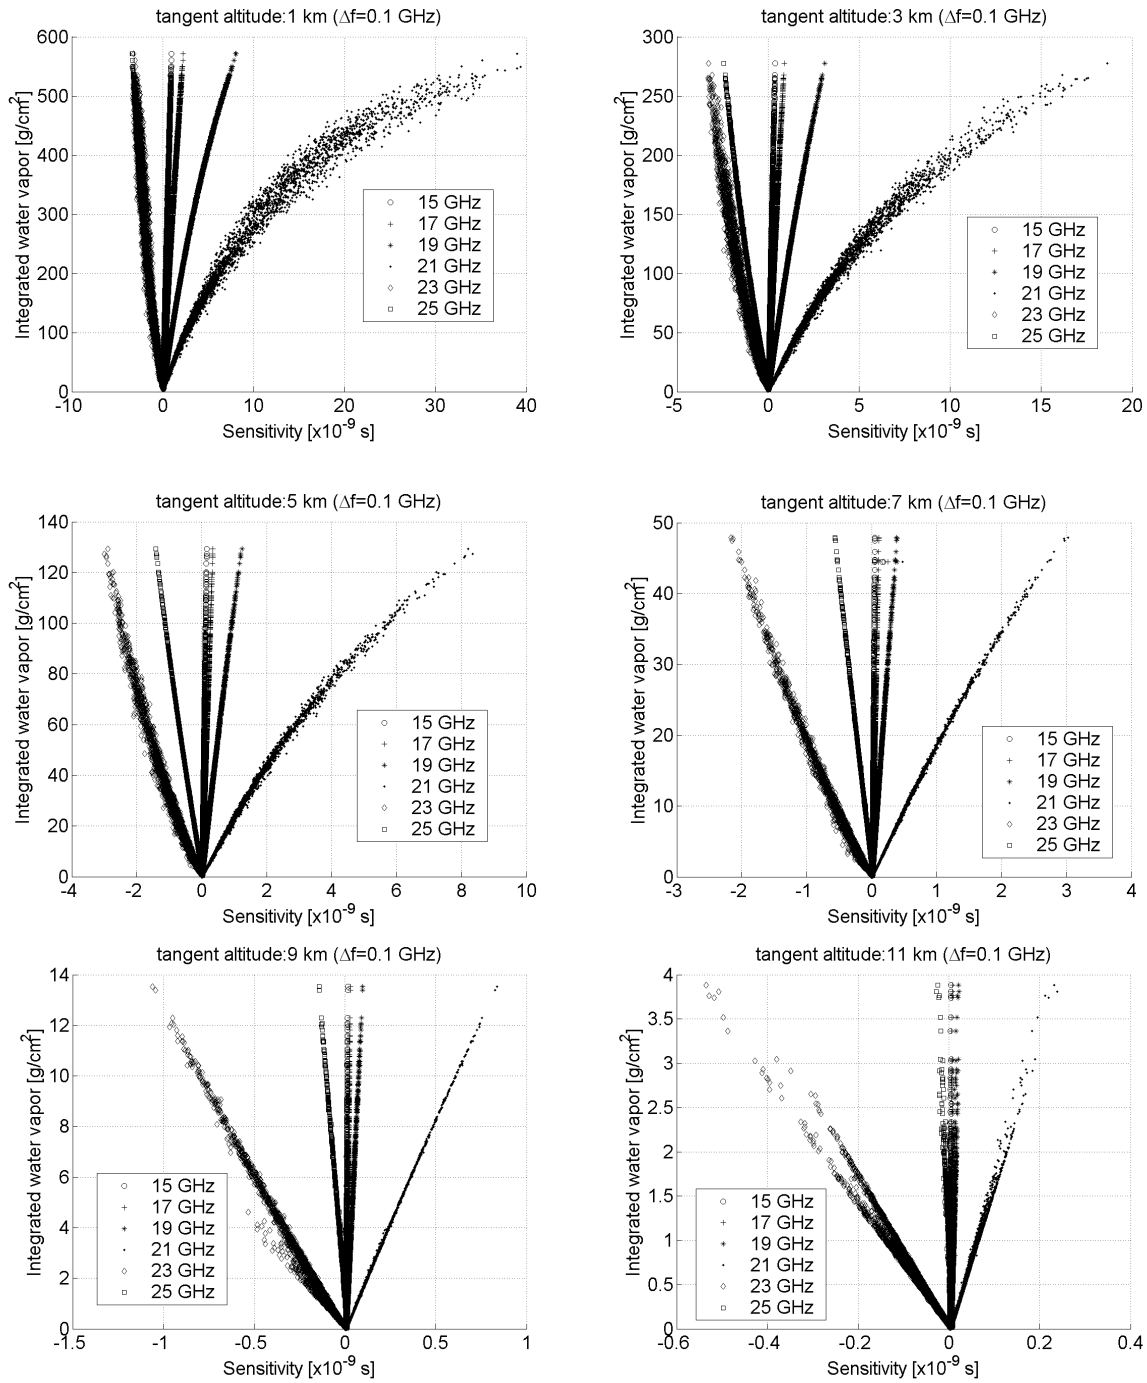 tangent altitude:1 km (Δf=0.1 GHz)
600
500
400
300
200
100
0
Integrated water vapor [g/cm²]
15 GHz
17 GHz
19 GHz
21 GHz
23 GHz
25 GHz
-10 0 10 20 30 40
Sensitivity [x10⁻⁹ s]
tangent altitude:3 km (Δf=0.1 GHz)
300
250
200
150
100
50
0
Integrated water vapor [g/cm²]
15 GHz
17 GHz
19 GHz
21 GHz
23 GHz
25 GHz
-5 0 5 10 15 20
Sensitivity [x10⁻⁹ s]
tangent altitude:5 km (Δf=0.1 GHz)
140
120
100
80
60
40
20
0
Integrated water vapor [g/cm²]
15 GHz
17 GHz
19 GHz
21 GHz
23 GHz
25 GHz
-4 -2 0 2 4 6 8 10
Sensitivity [x10⁻⁹ s]
tangent altitude:7 km (Δf=0.1 GHz)
50
40
30
20
10
0
Integrated water vapor [g/cm²]
15 GHz
17 GHz
19 GHz
21 GHz
23 GHz
25 GHz
-3 -2 -1 0 1 2 3 4
Sensitivity [x10⁻⁹ s]
tangent altitude:9 km (Δf=0.1 GHz)
14
12
10
8
6
4
2
0
Integrated water vapor [g/cm²]
15 GHz
17 GHz
19 GHz
21 GHz
23 GHz
25 GHz
-1.5 -1 -0.5 0 0.5 1
Sensitivity [x10⁻⁹ s]
tangent altitude:11 km (Δf=0.1 GHz)
4
3.5
3
2.5
2
1.5
1
0.5
0
Integrated water vapor [g/cm²]
15 GHz
17 GHz
19 GHz
21 GHz
23 GHz
25 GHz
-0.6 -0.4 -0.2 0 0.2 0.4
Sensitivity [x10⁻⁹ s]